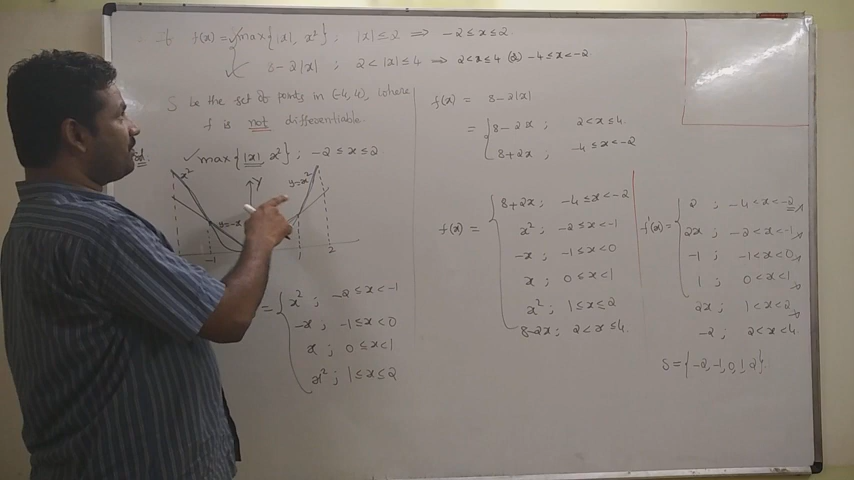 If f(x) = max{|x|, x²} ; |x| ≤ 2 ⇒ -2 ≤ x ≤ 2
8 - 2|x| ; 2 < |x| ≤ 4 ⇒ 2 < x ≤ 4 (or) -4 ≤ x < -2
S be the set of points in (-4, 4), where
f is not differentiable.
Sol:
max{|x|, x²} ; -2 ≤ x ≤ 2
x²
y
y = x²
y = -x
-1
1
2
= x² ; -2 ≤ x < -1
-x ; -1 ≤ x < 0
x ; 0 ≤ x < 1
x² ; 1 ≤ x ≤ 2
f(x) = 8 - 2|x|
= 8 - 2x ; 2 < x ≤ 4
8 + 2x ; -4 ≤ x < -2
f(x) = 8 + 2x ; -4 ≤ x < -2
x² ; -2 ≤ x < -1
-x ; -1 ≤ x < 0
x ; 0 ≤ x < 1
x² ; 1 ≤ x ≤ 2
8 - 2x ; 2 < x ≤ 4
f'(x) = 2 ; -4 < x < -2
2x ; -2 < x < -1
-1 ; -1 < x < 0
1 ; 0 < x < 1
2x ; 1 < x < 2
-2 ; 2 < x < 4
S = {-2, -1, 0, 1, 2}